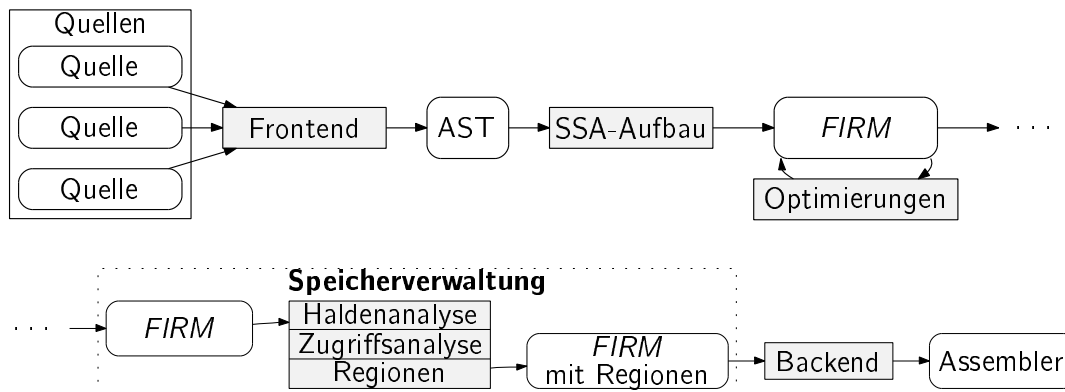 Quellen
Quelle
Quelle
Quelle
Frontend
AST
SSA-Aufbau
FIRM
. . .
Optimierungen
. . .
FIRM
Speicherverwaltung
Haldenanalyse
Zugriffsanalyse
Regionen
FIRM
mit Regionen
Backend
Assembler